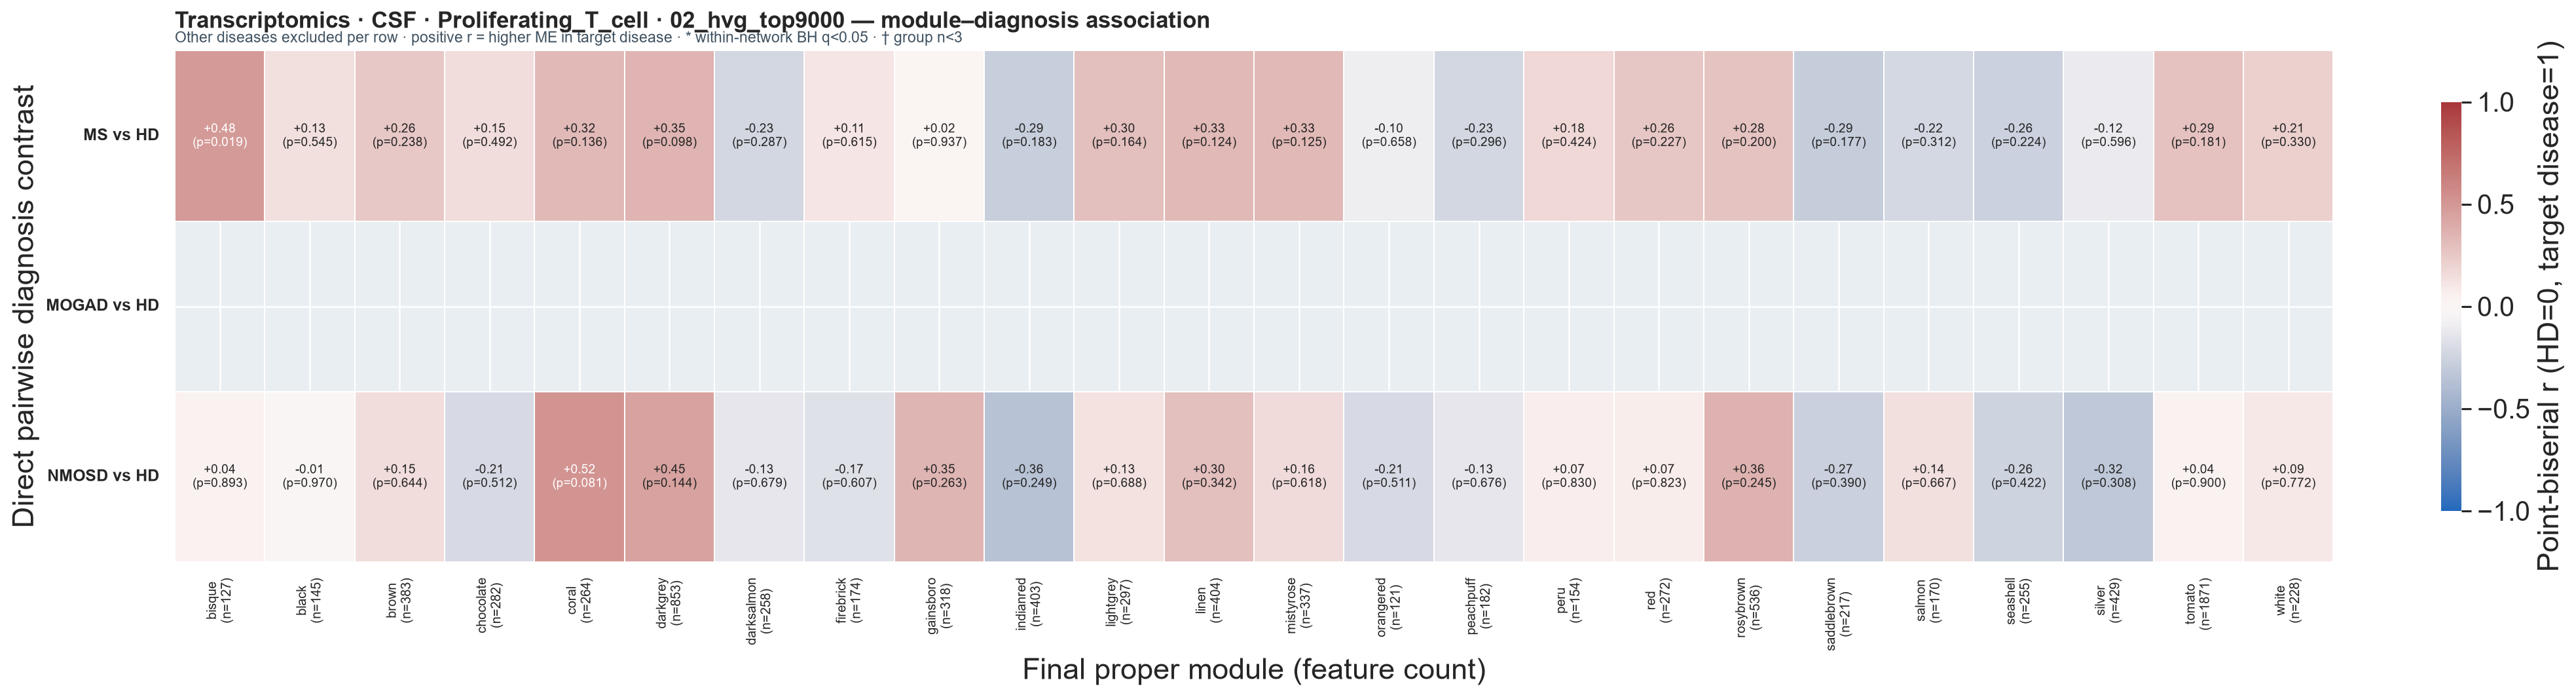 Transcriptomics · CSF · Proliferating_T_cell · 02_hvg_top9000 — module–diagnosis association
Other diseases excluded per row · positive r = higher ME in target disease · * within-network BH q<0.05 · † group n<3
Direct pairwise diagnosis contrast
MS vs HD
+0.48 +0.13 +0.26 +0.15 +0.32 +0.35 -0.23 +0.11 +0.02 -0.29 +0.30 +0.33 +0.33 -0.10 -0.23 +0.18 +0.26 +0.28 -0.29 -0.22 -0.26 -0.12 +0.29 +0.21
(p=0.019) (p=0.545) (p=0.238) (p=0.492) (p=0.136) (p=0.098) (p=0.287) (p=0.615) (p=0.937) (p=0.183) (p=0.164) (p=0.124) (p=0.125) (p=0.658) (p=0.296) (p=0.424) (p=0.227) (p=0.200) (p=0.177) (p=0.312) (p=0.224) (p=0.596) (p=0.181) (p=0.330)
MOGAD vs HD
NMOSD vs HD
+0.04 -0.01 +0.15 -0.21 +0.52 +0.45 -0.13 -0.17 +0.35 -0.36 +0.13 +0.30 +0.16 -0.21 -0.13 +0.07 +0.07 +0.36 -0.27 +0.14 -0.26 -0.32 +0.04 +0.09
(p=0.893) (p=0.970) (p=0.644) (p=0.512) (p=0.081) (p=0.144) (p=0.679) (p=0.607) (p=0.263) (p=0.249) (p=0.688) (p=0.342) (p=0.618) (p=0.511) (p=0.676) (p=0.830) (p=0.823) (p=0.245) (p=0.390) (p=0.667) (p=0.422) (p=0.308) (p=0.900) (p=0.772)
bisque
(n=127)
black
(n=145)
brown
(n=383)
chocolate
(n=282)
coral
(n=264)
darkgrey
(n=853)
darksalmon
(n=258)
firebrick
(n=174)
gainsboro
(n=318)
indianred
(n=403)
lightgrey
(n=297)
linen
(n=404)
mistyrose
(n=337)
orangered
(n=121)
peachpuff
(n=182)
peru
(n=154)
red
(n=272)
rosybrown
(n=536)
saddlebrown
(n=217)
salmon
(n=170)
seashell
(n=255)
silver
(n=429)
tomato
(n=1871)
white
(n=228)
Final proper module (feature count)
1.0
0.5
0.0
−0.5
−1.0
Point-biserial r (HD=0, target disease=1)